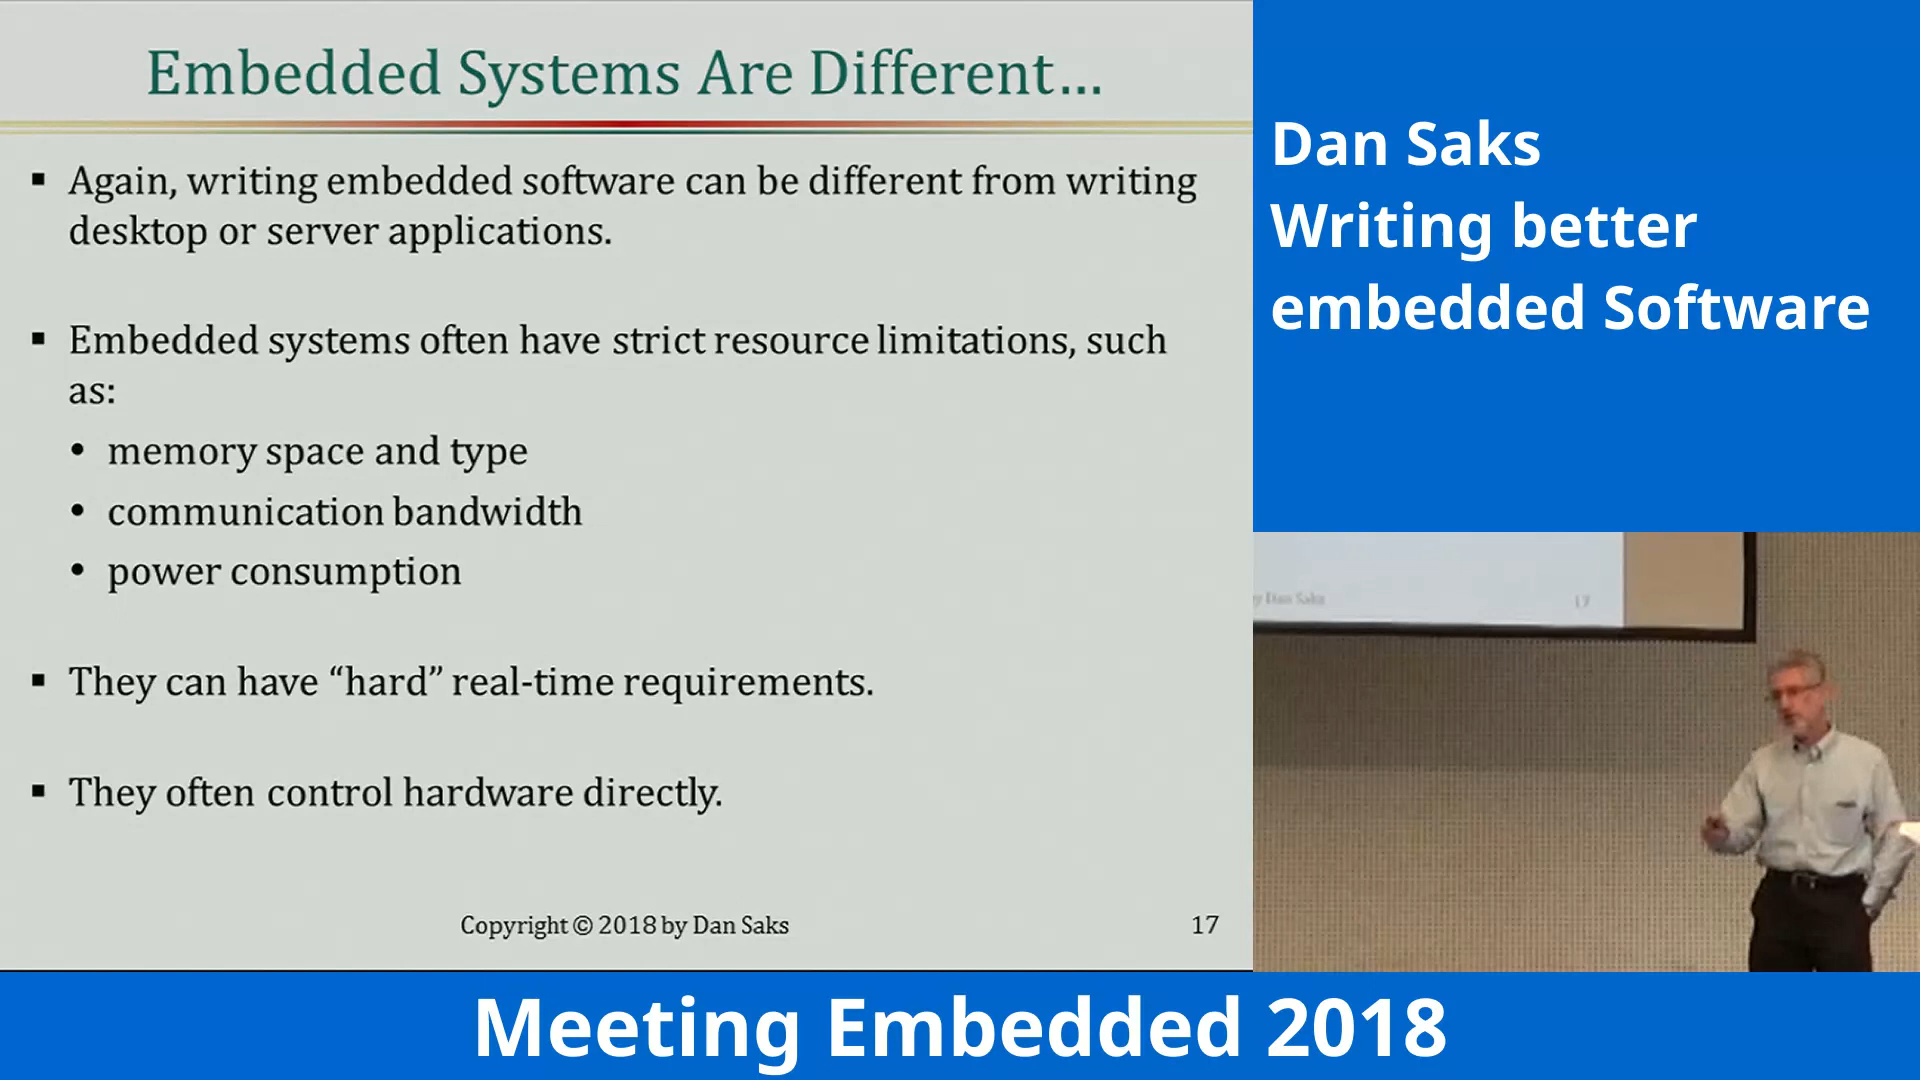 Embedded Systems Are Different…
▪ Again, writing embedded software can be different from writing
desktop or server applications.
▪ Embedded systems often have strict resource limitations, such
as:
• memory space and type
• communication bandwidth
• power consumption
▪ They can have “hard” real-time requirements.
▪ They often control hardware directly.
Copyright © 2018 by Dan Saks
17
Dan Saks
Writing better
embedded Software
y Dan Saks
17
Meeting Embedded 2018